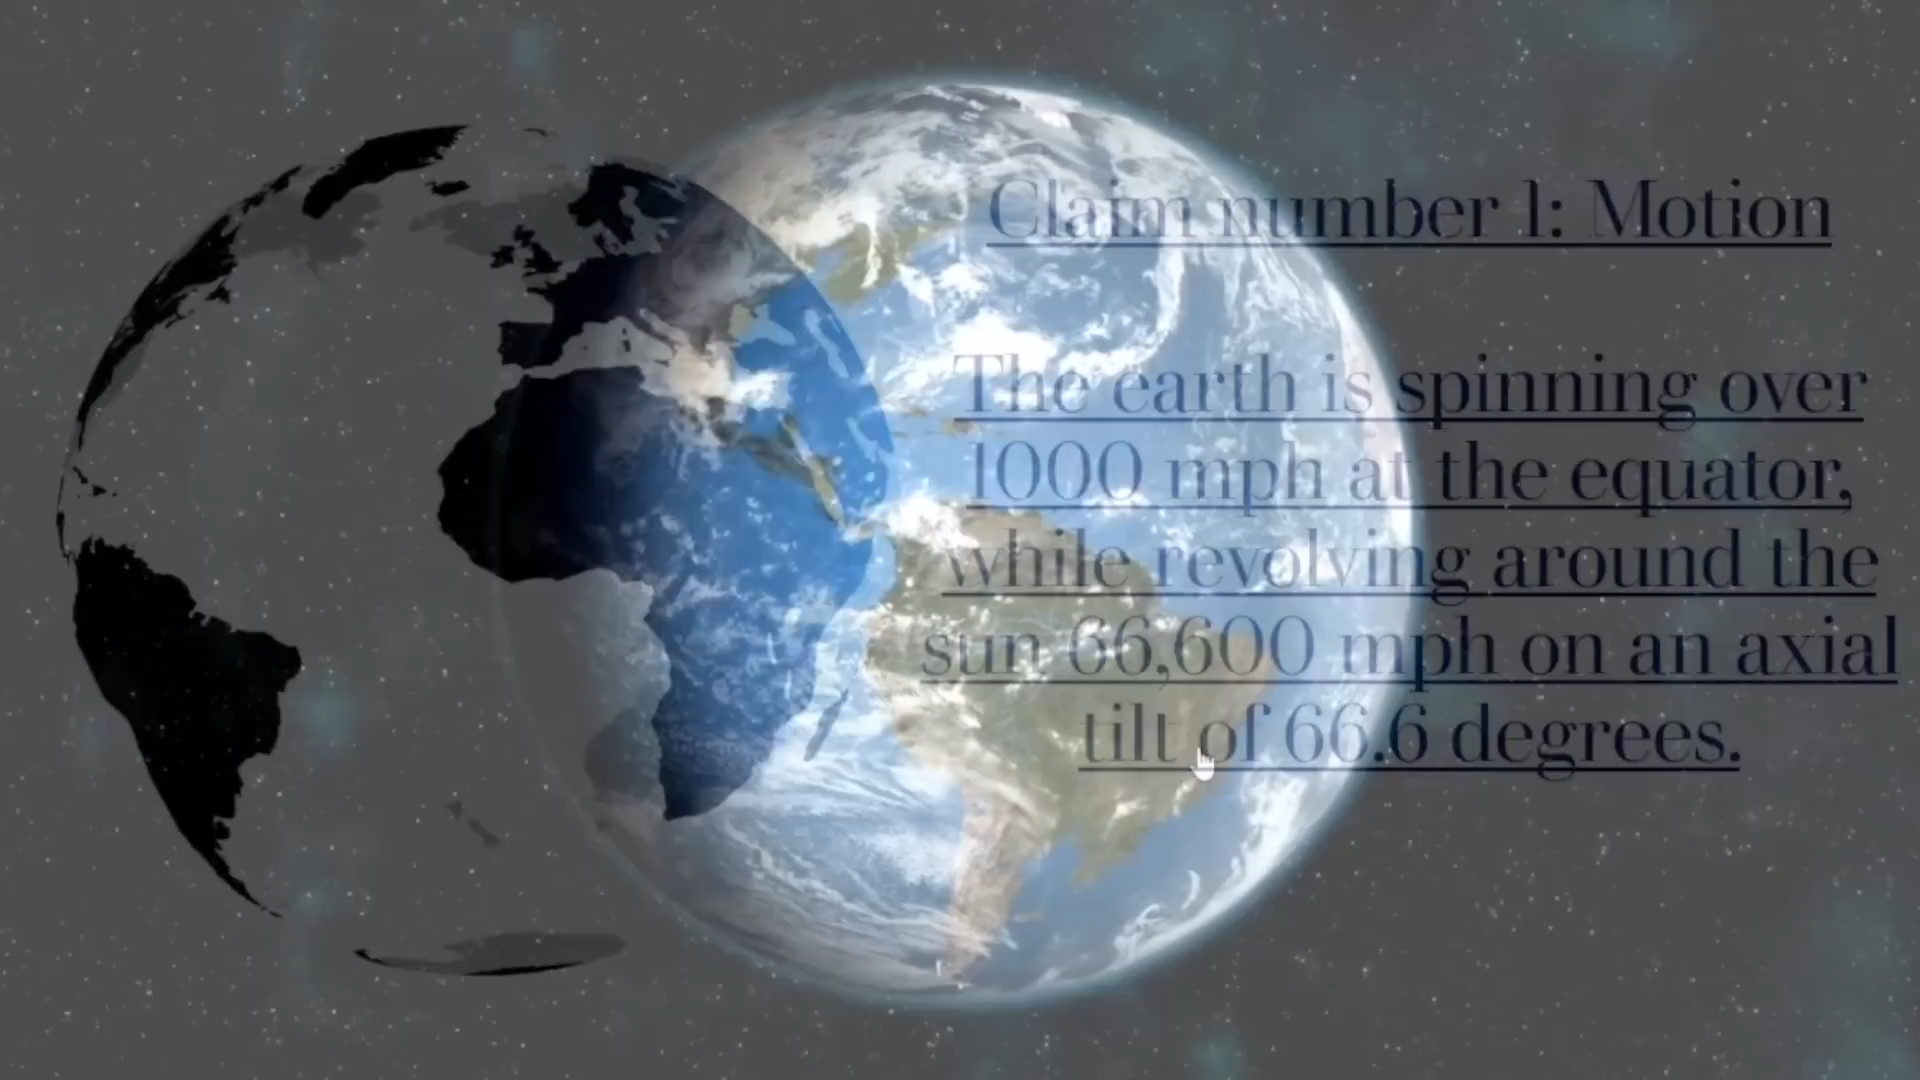 Claim number 1: Motion
The earth is spinning over
1000 mph at the equator,
while revolving around the
sun 66,600 mph on an axial
tilt of 66.6 degrees.